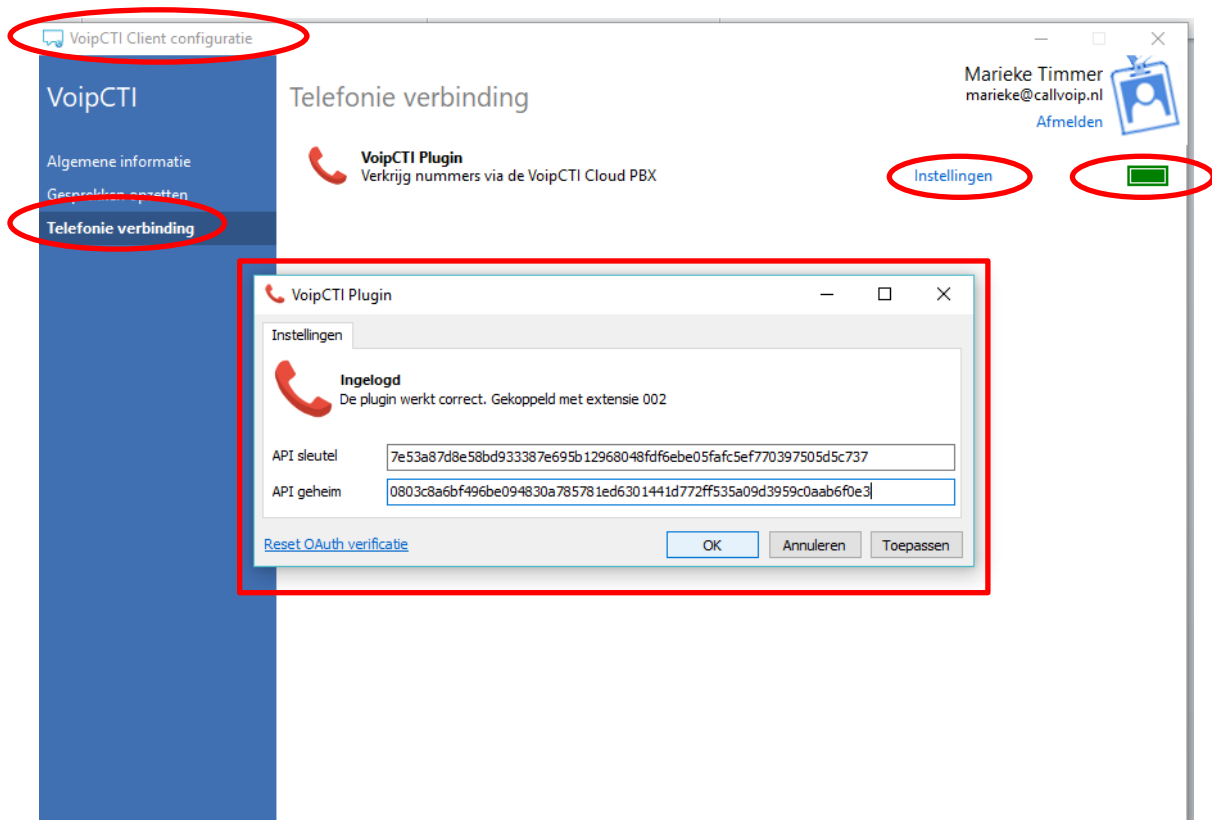 VoipCTI Client configuratie
VoipCTI
Telefonie verbinding
Marieke Timmer
marieke@callvoip.nl
Afmelden
Algemene informatie
Gesprekken opzetten
Telefonie verbinding
VoipCTI Plugin
Verkrijg nummers via de VoipCTI Cloud PBX
Instellingen
VoipCTI Plugin
Instellingen
Ingelogd
De plugin werkt correct. Gekoppeld met extensie 002
API sleutel 7e53a87d8e58bd933387e695b12968048fdf6ebe05fafc5ef770397505d5c737
API geheim 0803c8a6bf496be094830a785781ed6301441d772ff535a09d3959c0aab6f0e3
Reset OAuth verificatie
OK Annuleren Toepassen